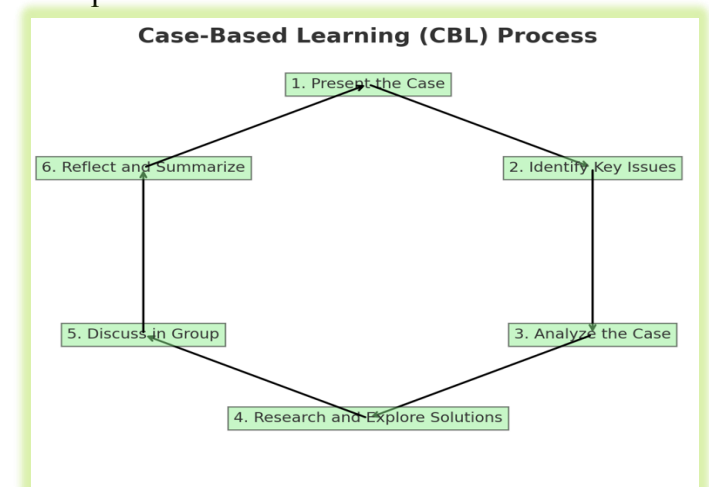 Case-Based Learning (CBL) Process
1. Present the Case
6. Reflect and Summarize
2. Identify Key Issues
5. Discuss in Group
3. Analyze the Case
4. Research and Explore Solutions